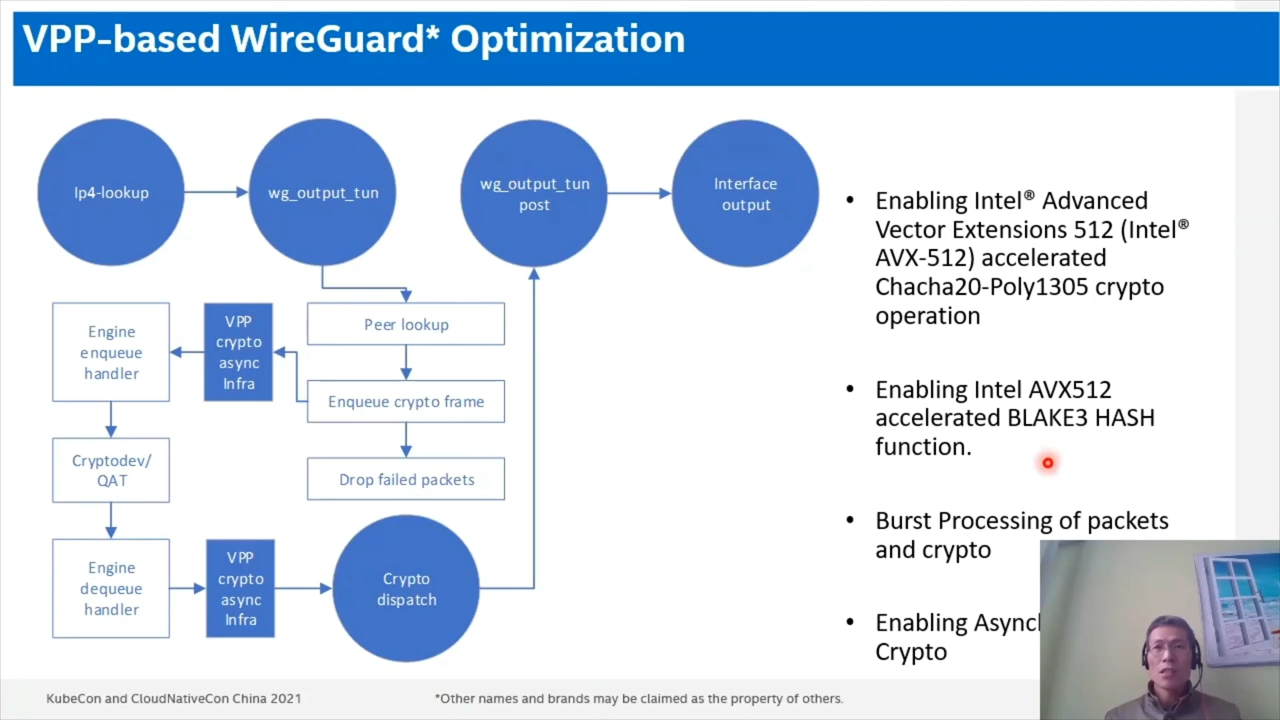 VPP-based WireGuard* Optimization
Ip4-lookup
wg_output_tun
wg_output_tun
post
Interface
output
Peer lookup
Enqueue crypto frame
Drop failed packets
VPP
crypto
async
Infra
Engine
enqueue
handler
Cryptodev/
QAT
Engine
dequeue
handler
VPP
crypto
async
Infra
Crypto
dispatch
• Enabling Intel® Advanced
Vector Extensions 512 (Intel®
AVX-512) accelerated
Chacha20-Poly1305 crypto
operation
• Enabling Intel AVX512
accelerated BLAKE3 HASH
function.
• Burst Processing of packets
and crypto
• Enabling
Crypto
KubeCon and CloudNativeCon China 2021
*Other names and brands may be claimed as the property of others.